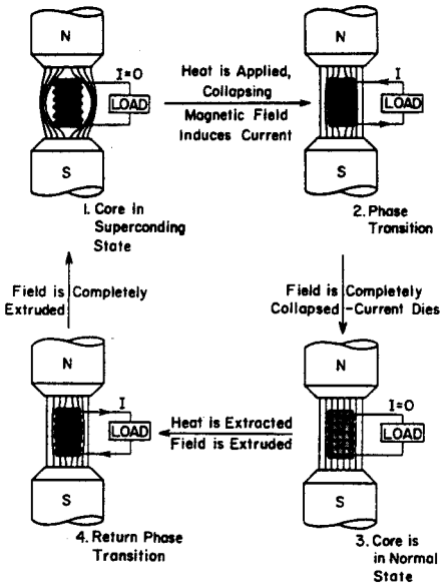 N
I=O
LOAD
S
1. Core in
Superconding
State
Heat is Applied,
Collapsing
Magnetic Field
Induces Current
N
I
LOAD
S
2. Phase
Transition
Field is Completely
Extruded
Field is Completely
Collapsed - Current Dies
N
I
LOAD
S
4. Return Phase
Transition
Heat is Extracted
Field is Extruded
N
I=O
LOAD
S
3. Core is
in Normal
State